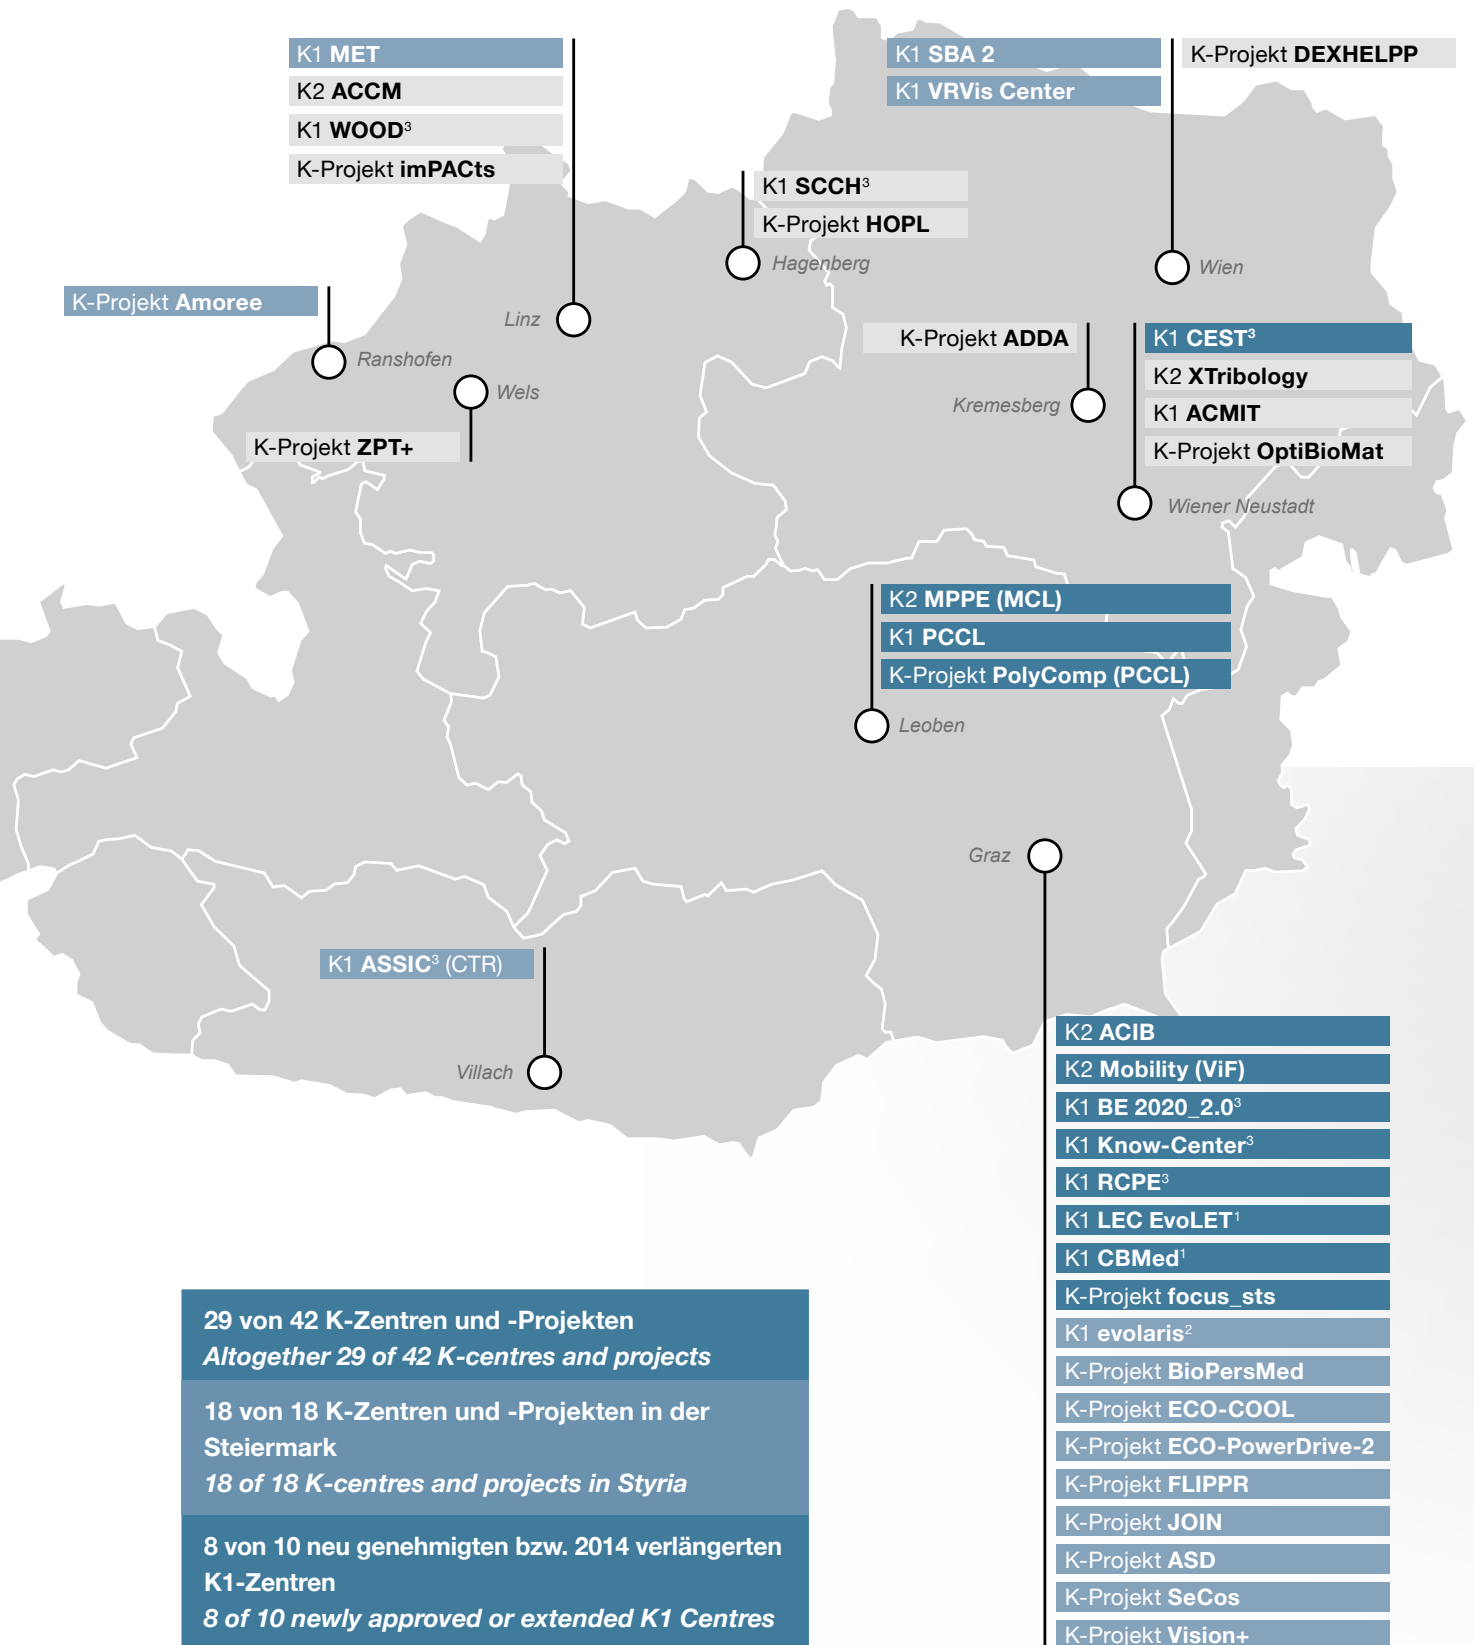 K1 MET
K2 ACCM
K1 WOOD³
K-Projekt imPACts
Linz
K1 SBA 2
K1 VRVis Center
K-Projekt DEXHELPP
Wien
K1 SCCH³
K-Projekt HOPL
Hagenberg
K-Projekt Amoree
Ranshofen
Wels
K-Projekt ZPT+
K-Projekt ADDA
Kremesberg
K1 CEST³
K2 XTribology
K1 ACMIT
K-Projekt OptiBioMat
Wiener Neustadt
K2 MPPE (MCL)
K1 PCCL
K-Projekt PolyComp (PCCL)
Leoben
Graz
K1 ASSIC³ (CTR)
Villach
K2 ACIB
K2 Mobility (ViF)
K1 BE 2020_2.0³
K1 Know-Center³
K1 RCPE³
K1 LEC EvoLET¹
K1 CBMed¹
K-Projekt focus_sts
K1 evolaris²
K-Projekt BioPersMed
K-Projekt ECO-COOL
K-Projekt ECO-PowerDrive-2
K-Projekt FLIPPR
K-Projekt JOIN
K-Projekt ASD
K-Projekt SeCos
K-Projekt Vision+
29 von 42 K-Zentren und -Projekten
Altogether 29 of 42 K-centres and projects
18 von 18 K-Zentren und -Projekten in der
Steiermark
18 of 18 K-centres and projects in Styria
8 von 10 neu genehmigten bzw. 2014 verlängerten
K1-Zentren
8 of 10 newly approved or extended K1 Centres